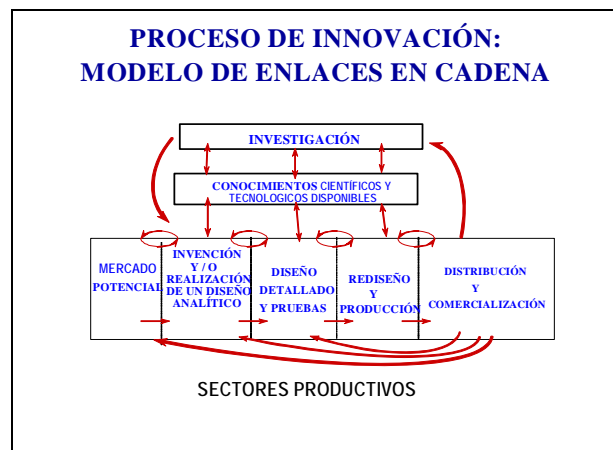 PROCESO DE INNOVACIÓN:
MODELO DE ENLACES EN CADENA
INVESTIGACIÓN
CONOCIMIENTOS CIENTÍFICOS Y
TECNOLOGICOS DISPONIBLES
MERCADO
POTENCIAL
INVENCIÓN
Y / O
REALIZACIÓN
DE UN DISEÑO
ANALÍTICO
DISEÑO
DETALLADO
Y PRUEBAS
REDISEÑO
Y
PRODUCCIÓN
DISTRIBUCIÓN
Y
COMERCIALIZACIÓN
SECTORES PRODUCTIVOS